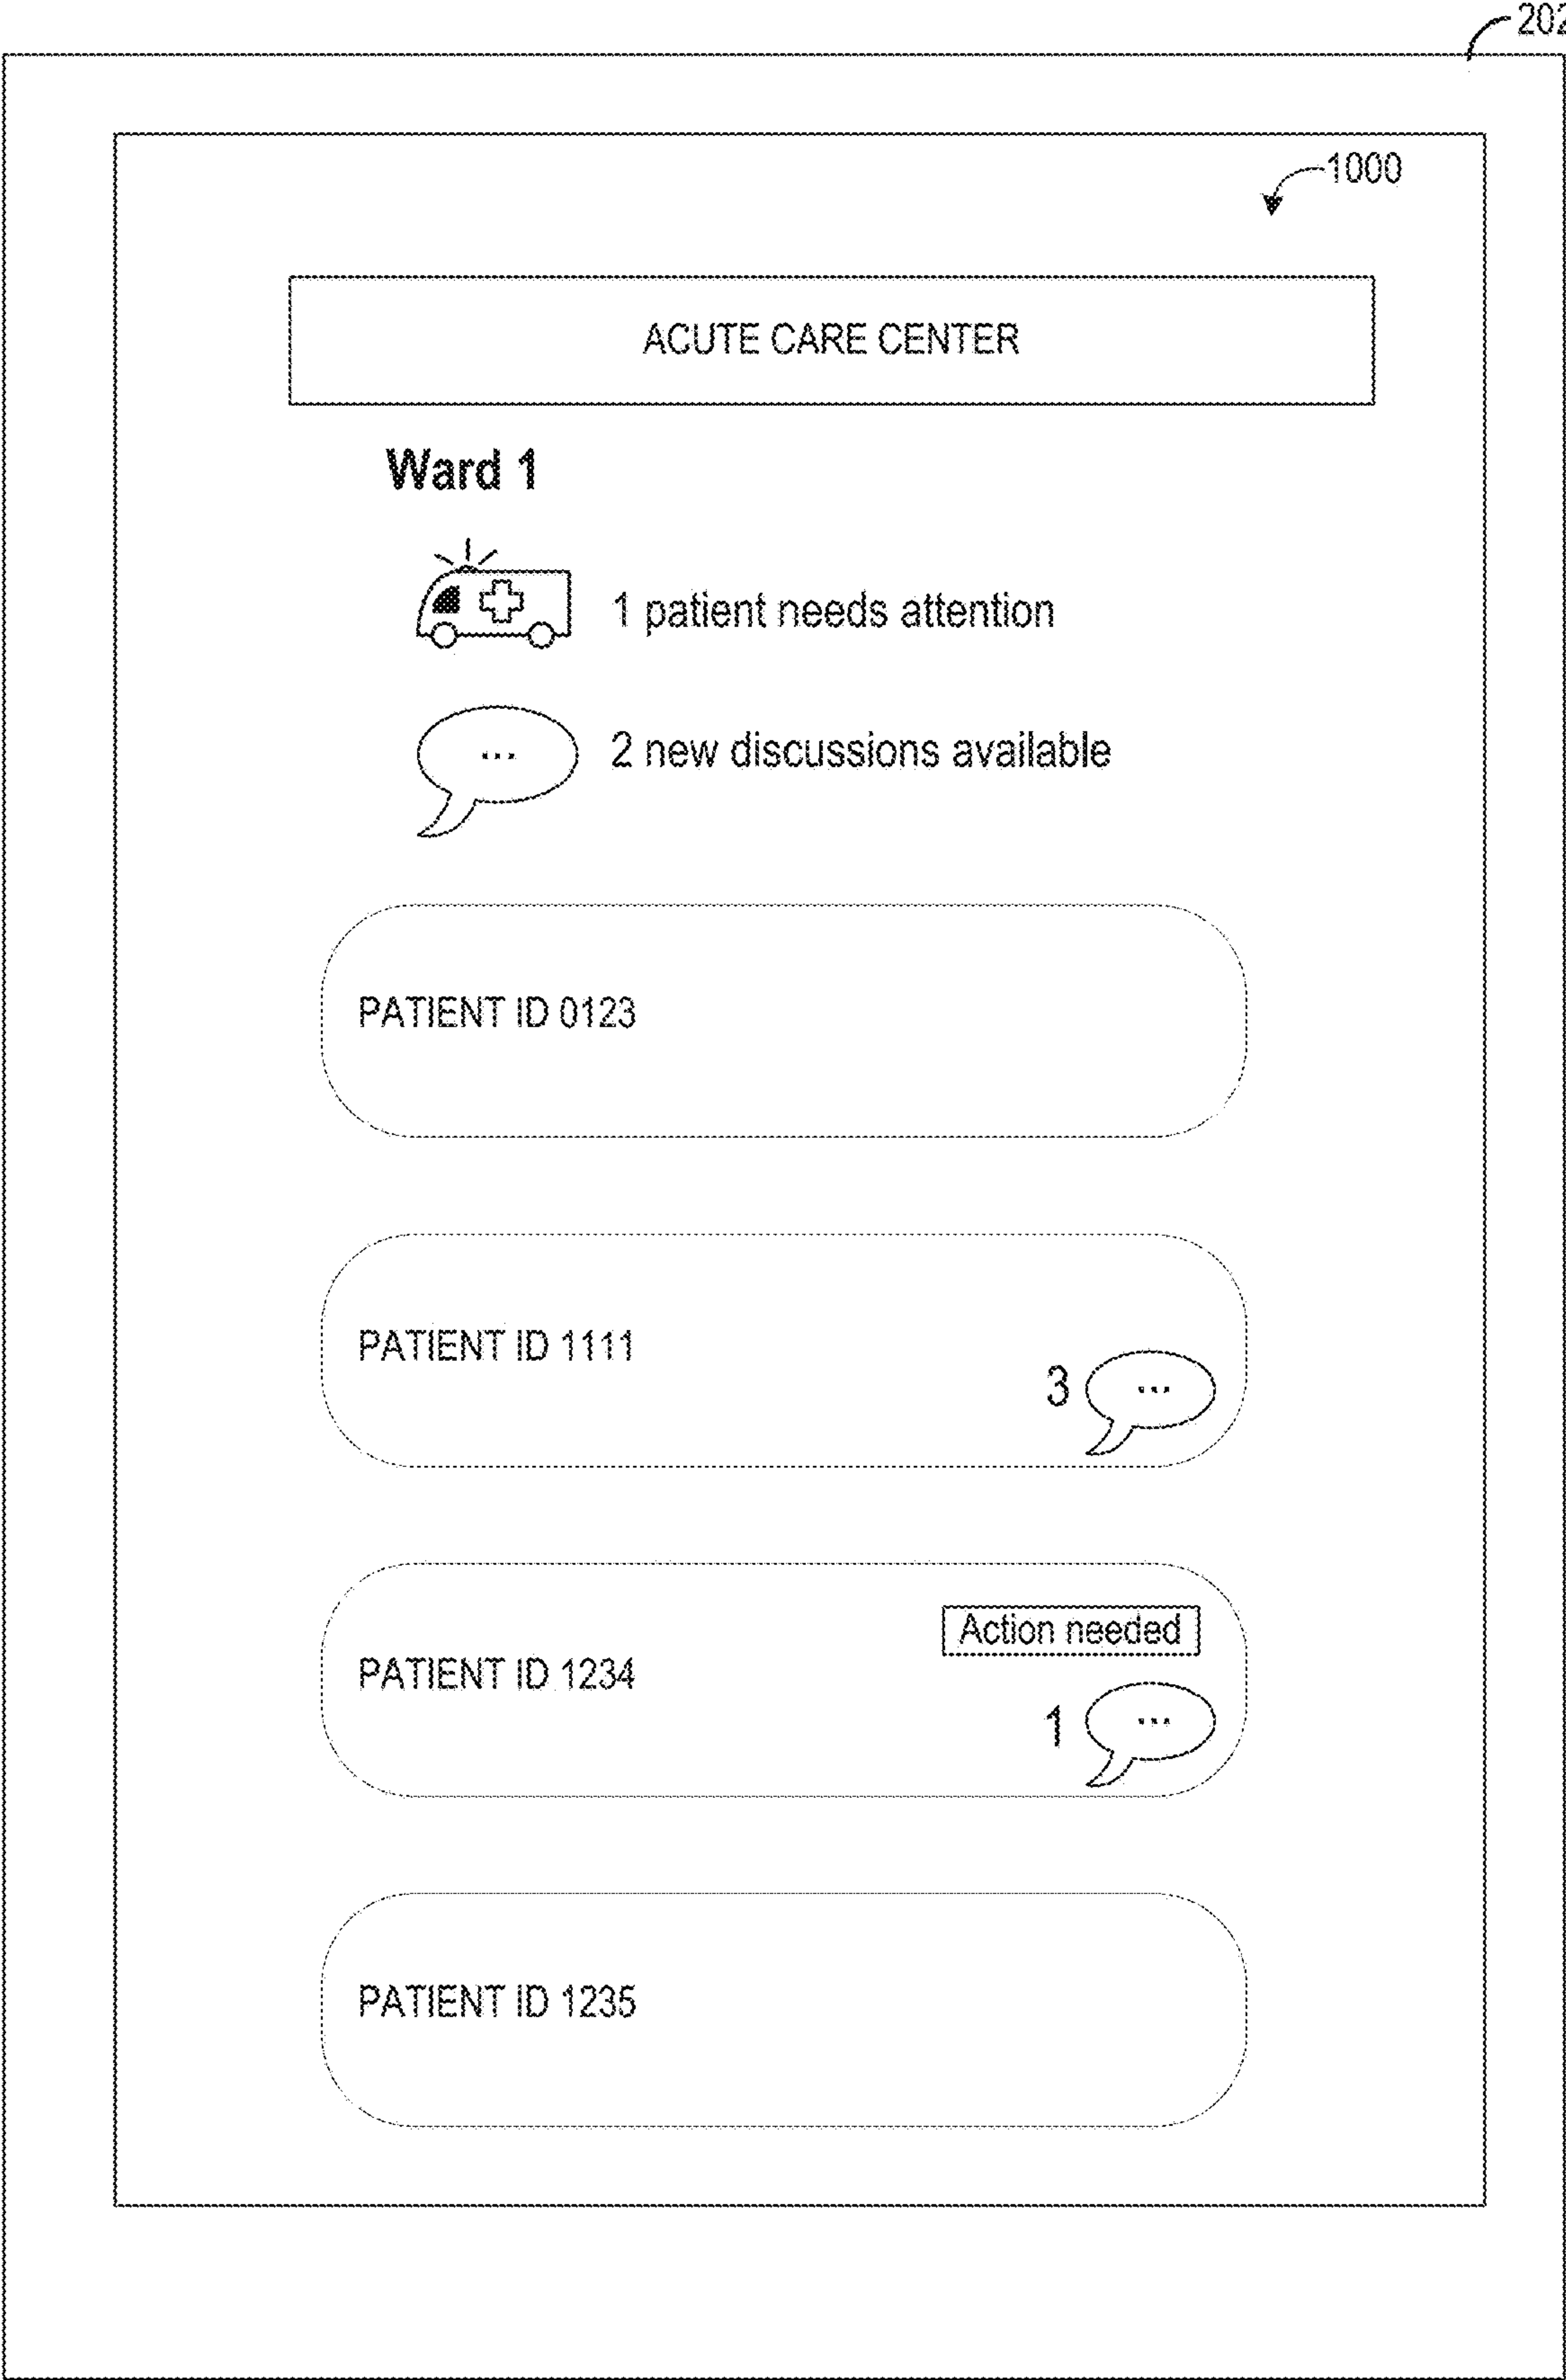 202
1000
ACUTE CARE CENTER
Ward 1
1 patient needs attention
... 2 new discussions available
PATIENT ID 0123
PATIENT ID 1111
3 ...
Action needed
PATIENT ID 1234
1 ...
PATIENT ID 1235